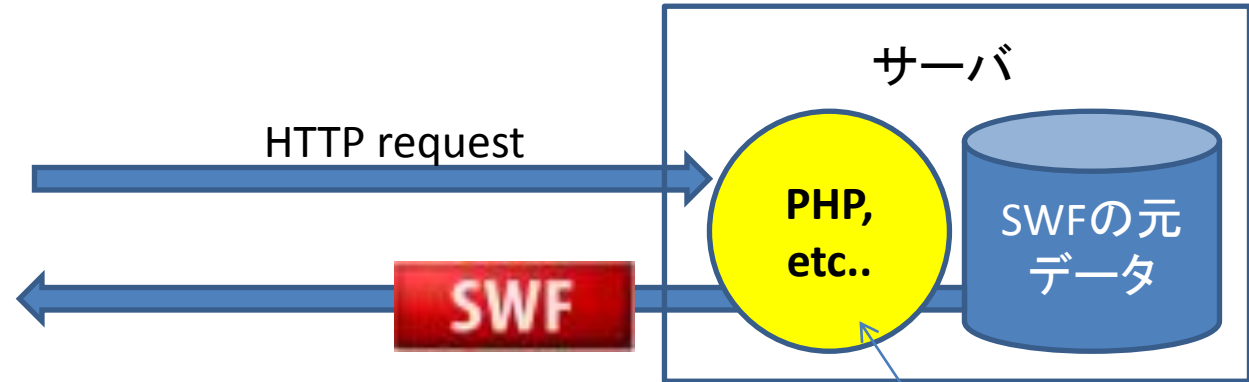 サーバ
HTTP request
PHP,
etc..
SWFの元
データ
SWF